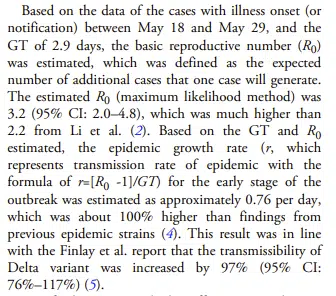 Based on the data of the cases with illness onset (or
notification) between May 18 and May 29, and the
GT of 2.9 days, the basic reproductive number (R0)
was estimated, which was defined as the expected
number of additional cases that one case will generate.
The estimated R0 (maximum likelihood method) was
3.2 (95% CI: 2.0–4.8), which was much higher than
2.2 from Li et al. (2). Based on the GT and R0
estimated, the epidemic growth rate (r, which
represents transmission rate of epidemic with the
formula of r=[R0 -1]/GT) for the early stage of the
outbreak was estimated as approximately 0.76 per day,
which was about 100% higher than findings from
previous epidemic strains (4). This result was in line
with the Finlay et al. report that the transmissibility of
Delta variant was increased by 97% (95% CI:
76%–117%) (5).